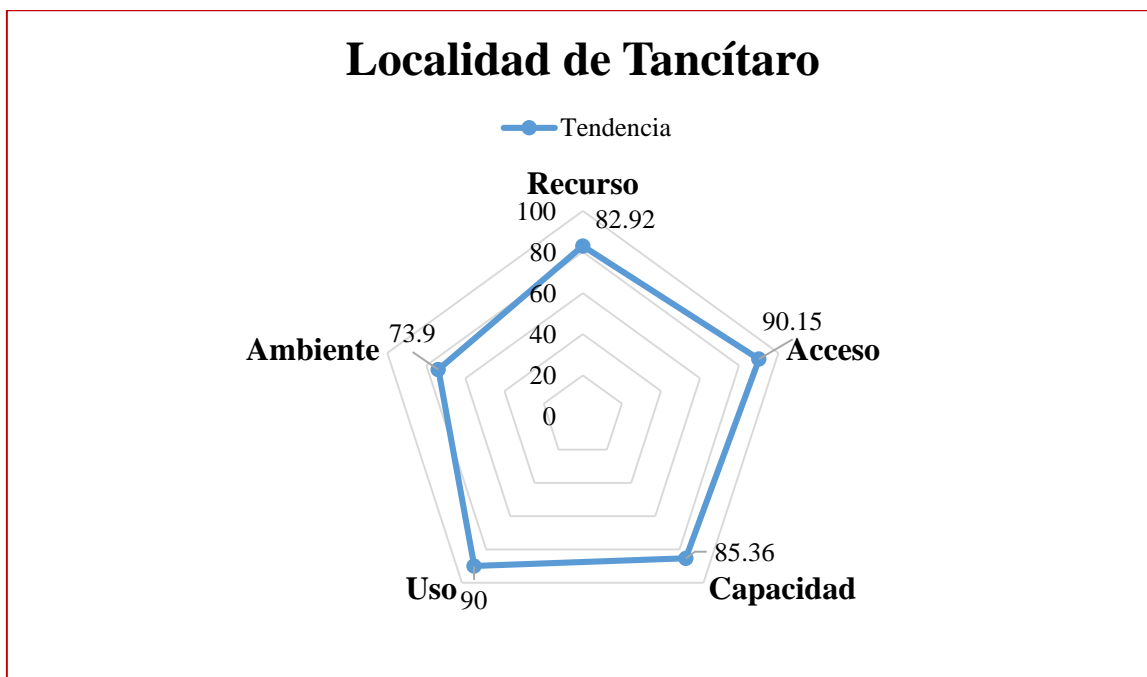 Localidad de Tancítaro
Tendencia
Recurso
100
82.92
80
60
40
20
0
90.15
Acceso
73.9
Ambiente
85.36
Capacidad
Uso
90